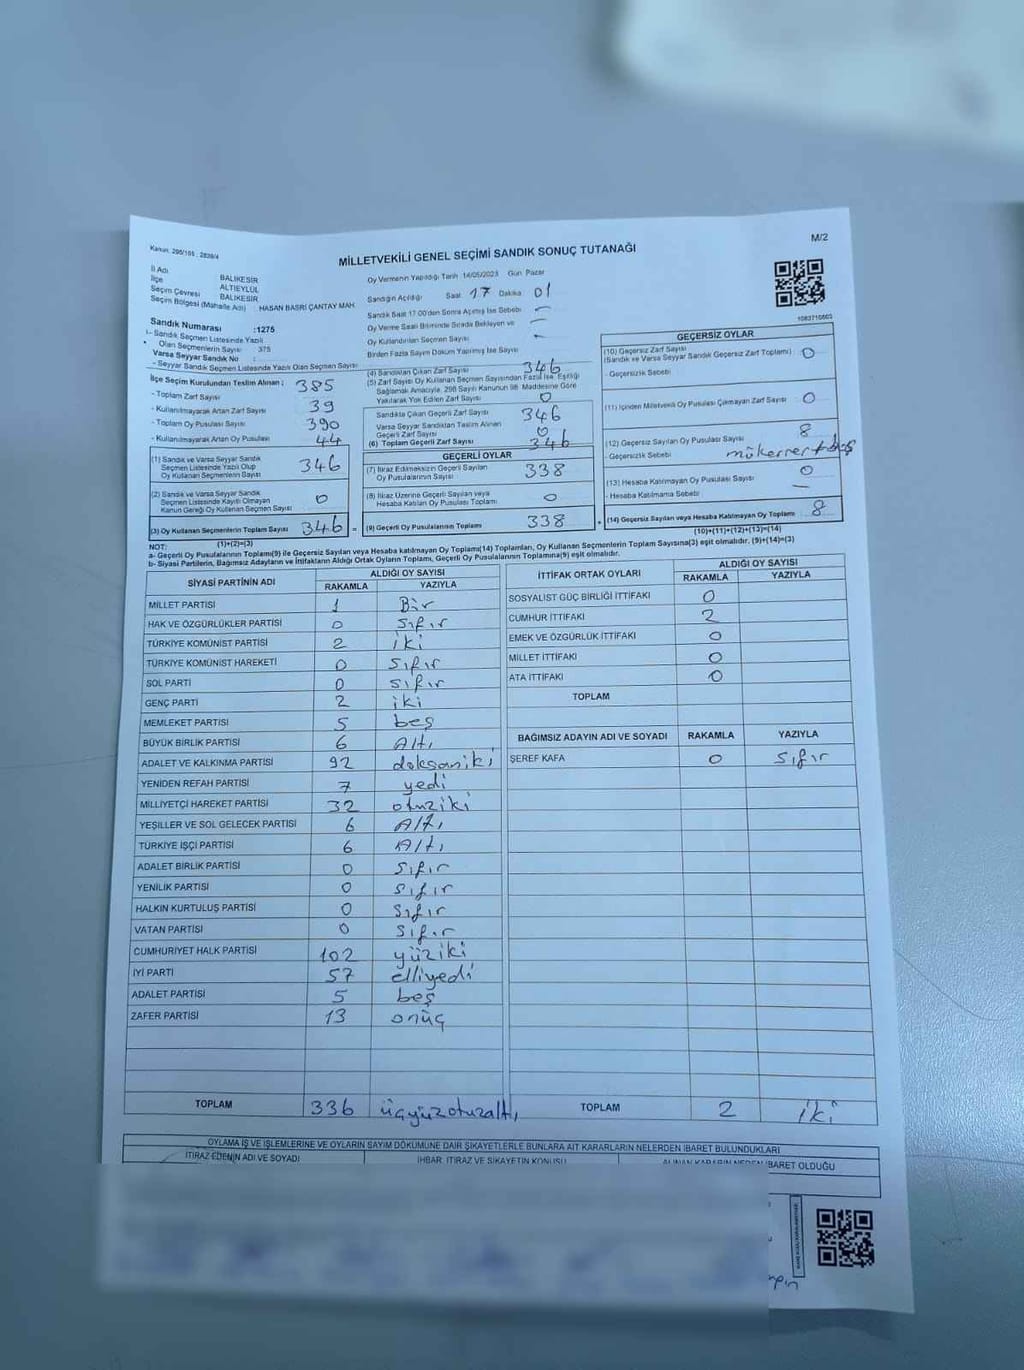 Kanun. 298/105 , 2839/4
M/2
MİLLETVEKİLİ GENEL SEÇİMİ SANDIK SONUÇ TUTANAĞI
İl Adı BALIKESİR
İlçe ALTIEYLÜL
Seçim Çevresi BALIKESİR
Seçim Bölgesi (Mahalle Adı) : HASAN BASRİ ÇANTAY MAH.
Oy Vermenin Yapıldığı Tarih 14/05/2023 Gün Pazar
Sandığın Açıldığı Saat 17 Dakika 01
Sandık Saat 17:00'den Sonra Açılmış İse Sebebi —
Oy Verme Saati Bitiminde Sırada Bekleyen ve
Oy Kullandırılan Seçmen Sayısı —
Birden Fazla Sayım Döküm Yapılmış İse Sayısı —
1083710603
Sandık Numarası :1275
- Sandık Seçmen Listesinde Yazılı
Olan Seçmenlerin Sayısı 375
Varsa Seyyar Sandık No :
- Seyyar Sandık Seçmen Listesinde Yazılı Olan Seçmen Sayısı
İlçe Seçim Kurulundan Teslim Alınan ;
- Toplam Zarf Sayısı 385
- Kullanılmayarak Artan Zarf Sayısı 39
- Toplam Oy Pusulası Sayısı 390
- Kullanılmayarak Artan Oy Pusulası 44
(1) Sandık ve Varsa Seyyar Sandık
Seçmen Listesinde Yazılı Olup
Oy Kullanan Seçmenlerin Sayısı 346
(2) Sandık ve Varsa Seyyar Sandık
Seçmen Listesinde Kayıtlı Olmayan
Kanun Gereği Oy Kullanan Seçmen Sayısı 0
(3) Oy Kullanan Seçmenlerin Toplam Sayısı 346 =
(1)+(2)=(3)
(4) Sandıktan Çıkan Zarf Sayısı 346
(5) Zarf Sayısı Oy Kullanan Seçmen Sayısından Fazla İse, Eşitliği
Sağlamak Amacıyla, 298 Sayılı Kanunun 98. Maddesine Göre
Yakılarak Yok Edilen Zarf Sayısı 0
Sandıkta Çıkan Geçerli Zarf Sayısı 346
Varsa Seyyar Sandıktan Teslim Alınan
Geçerli Zarf Sayısı 0
(6) Toplam Geçerli Zarf Sayısı 346
GEÇERLİ OYLAR
(7) İtiraz Edilmeksizin Geçerli Sayılan
Oy Pusulalarının Sayısı 338
(8) İtiraz Üzerine Geçerli Sayılan veya
Hesaba Katılan Oy Pusulası Toplamı 0
(9) Geçerli Oy Pusulalarının Toplamı 338 +
GEÇERSİZ OYLAR
(10) Geçersiz Zarf Sayısı
(Sandık ve Varsa Seyyar Sandık Geçersiz Zarf Toplamı) 0
- Geçersizlik Sebebi
(11) İçinden Milletvekili Oy Pusulası Çıkmayan Zarf Sayısı 0
(12) Geçersiz Sayılan Oy Pusulası Sayısı 8
- Geçersizlik Sebebi mükerrer
(13) Hesaba Katılmayan Oy Pusulası Sayısı 0
- Hesaba Katılmama Sebebi —
(14) Geçersiz Sayılan veya Hesaba Katılmayan Oy Toplamı 8
(10)+(11)+(12)+(13)=(14)
NOT:
a- Geçerli Oy Pusulaları Toplamı(9) ile Geçersiz Sayılan veya Hesaba katılmayan Oy Toplamı(14) Toplamları, Oy Kullanan Seçmenlerin Toplam Sayısına(3) eşit olmalıdır. (9)+(14)=(3)
b- Siyasi Partilerin, Bağımsız Adayların ve İttifakların Aldığı Ortak Oyların Toplamı, Geçerli Oy Pusulalarının Toplamına(9) eşit olmalıdır.
SİYASİ PARTİNİN ADI ALDIĞI OY SAYISI
RAKAMLA YAZIYLA
MİLLET PARTİSİ 1 Bir
HAK VE ÖZGÜRLÜKLER PARTİSİ 0 sıfır
TÜRKİYE KOMÜNİST PARTİSİ 2 iki
TÜRKİYE KOMÜNİST HAREKETİ 0 sıfır
SOL PARTİ 0 sıfır
GENÇ PARTİ 2 iki
MEMLEKET PARTİSİ 5 beş
BÜYÜK BİRLİK PARTİSİ 6 Altı
ADALET VE KALKINMA PARTİSİ 92 doksaniki
YENİDEN REFAH PARTİSİ 7 yedi
MİLLİYETÇİ HAREKET PARTİSİ 32 otuziki
YEŞİLLER VE SOL GELECEK PARTİSİ 6 Altı
TÜRKİYE İŞÇİ PARTİSİ 6 Altı
ADALET BİRLİK PARTİSİ 0 sıfır
YENİLİK PARTİSİ 0 sıfır
HALKIN KURTULUŞ PARTİSİ 0 sıfır
VATAN PARTİSİ 0 sıfır
CUMHURİYET HALK PARTİSİ 102 yüziki
İYİ PARTİ 57 elliyedi
ADALET PARTİSİ 5 beş
ZAFER PARTİSİ 13 onüç
TOPLAM 336 üçyüzotuzaltı
İTTİFAK ORTAK OYLARI ALDIĞI OY SAYISI
RAKAMLA YAZIYLA
SOSYALİST GÜÇ BİRLİĞİ İTTİFAKI 0
CUMHUR İTTİFAKI 2
EMEK VE ÖZGÜRLÜK İTTİFAKI 0
MİLLET İTTİFAKI 0
ATA İTTİFAKI 0
TOPLAM
BAĞIMSIZ ADAYIN ADI VE SOYADI RAKAMLA YAZIYLA
ŞEREF KAFA 0 sıfır
TOPLAM 2 iki
OYLAMA İŞ VE İŞLEMLERİNE VE OYLARIN SAYIM DÖKÜMÜNE DAİR ŞİKAYETLERLE BUNLARA AİT KARARLARIN NELERDEN İBARET BULUNDUKLARI
İTİRAZ EDENİN ADI VE SOYADI İHBAR, İTİRAZ VE ŞİKAYETİN KONUSU ALINAN KARARIN NEDEN İBARET OLDUĞU